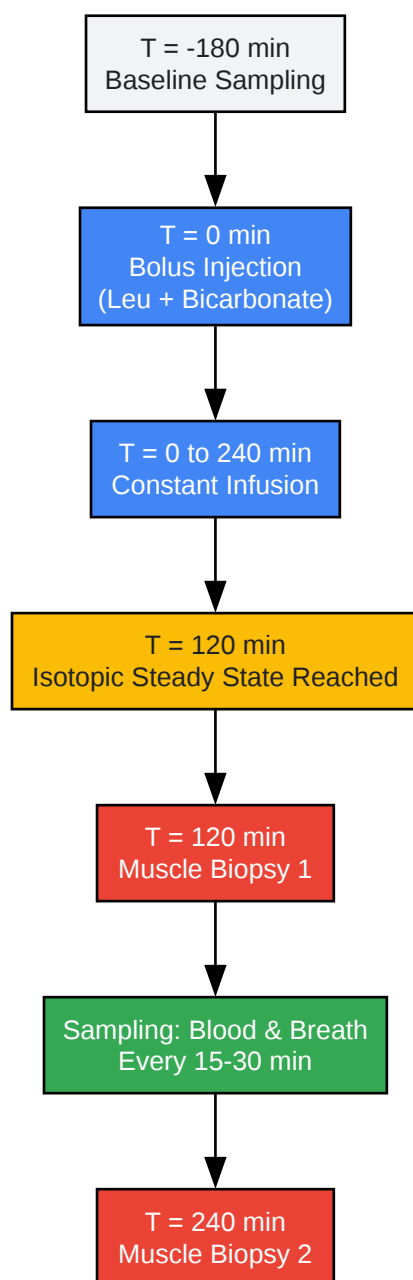 T = -180 min
Baseline Sampling
T = 0 min
Bolus Injection
(Leu + Bicarbonate)
T = 0 to 240 min
Constant Infusion
T = 120 min
Isotopic Steady State Reached
T = 120 min
Muscle Biopsy 1
Sampling: Blood & Breath
Every 15-30 min
T = 240 min
Muscle Biopsy 2